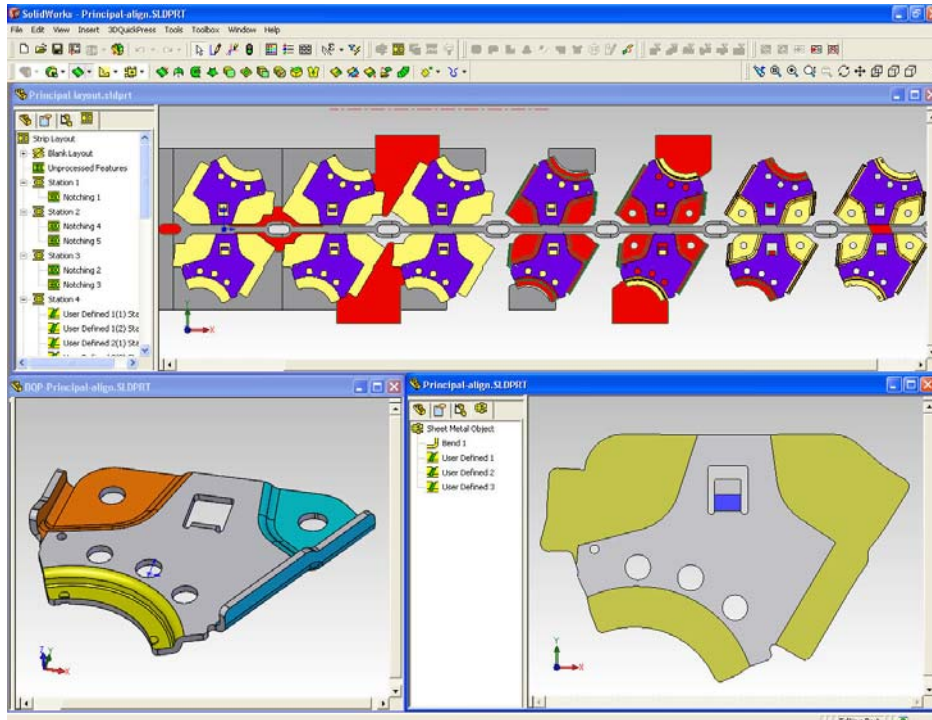 SolidWorks - Principal-align.SLDPRT
File Edit View Insert 3DQuickPress Tools Toolbox Window Help
Principal layout.sldprt
Strip Layout
Blank Layout
Unprocessed Features
Station 1
Notching 1
Station 2
Notching 4
Notching 5
Station 3
Notching 2
Notching 3
Station 4
User Defined 1(1) Sta
User Defined 1(2) Sta
User Defined 2(1) Sta
Y
X
BOP-Principal-align.SLDPRT
Z
Y
X
Principal-align.SLDPRT
Sheet Metal Object
Bend 1
User Defined 1
User Defined 2
User Defined 3
Y
X